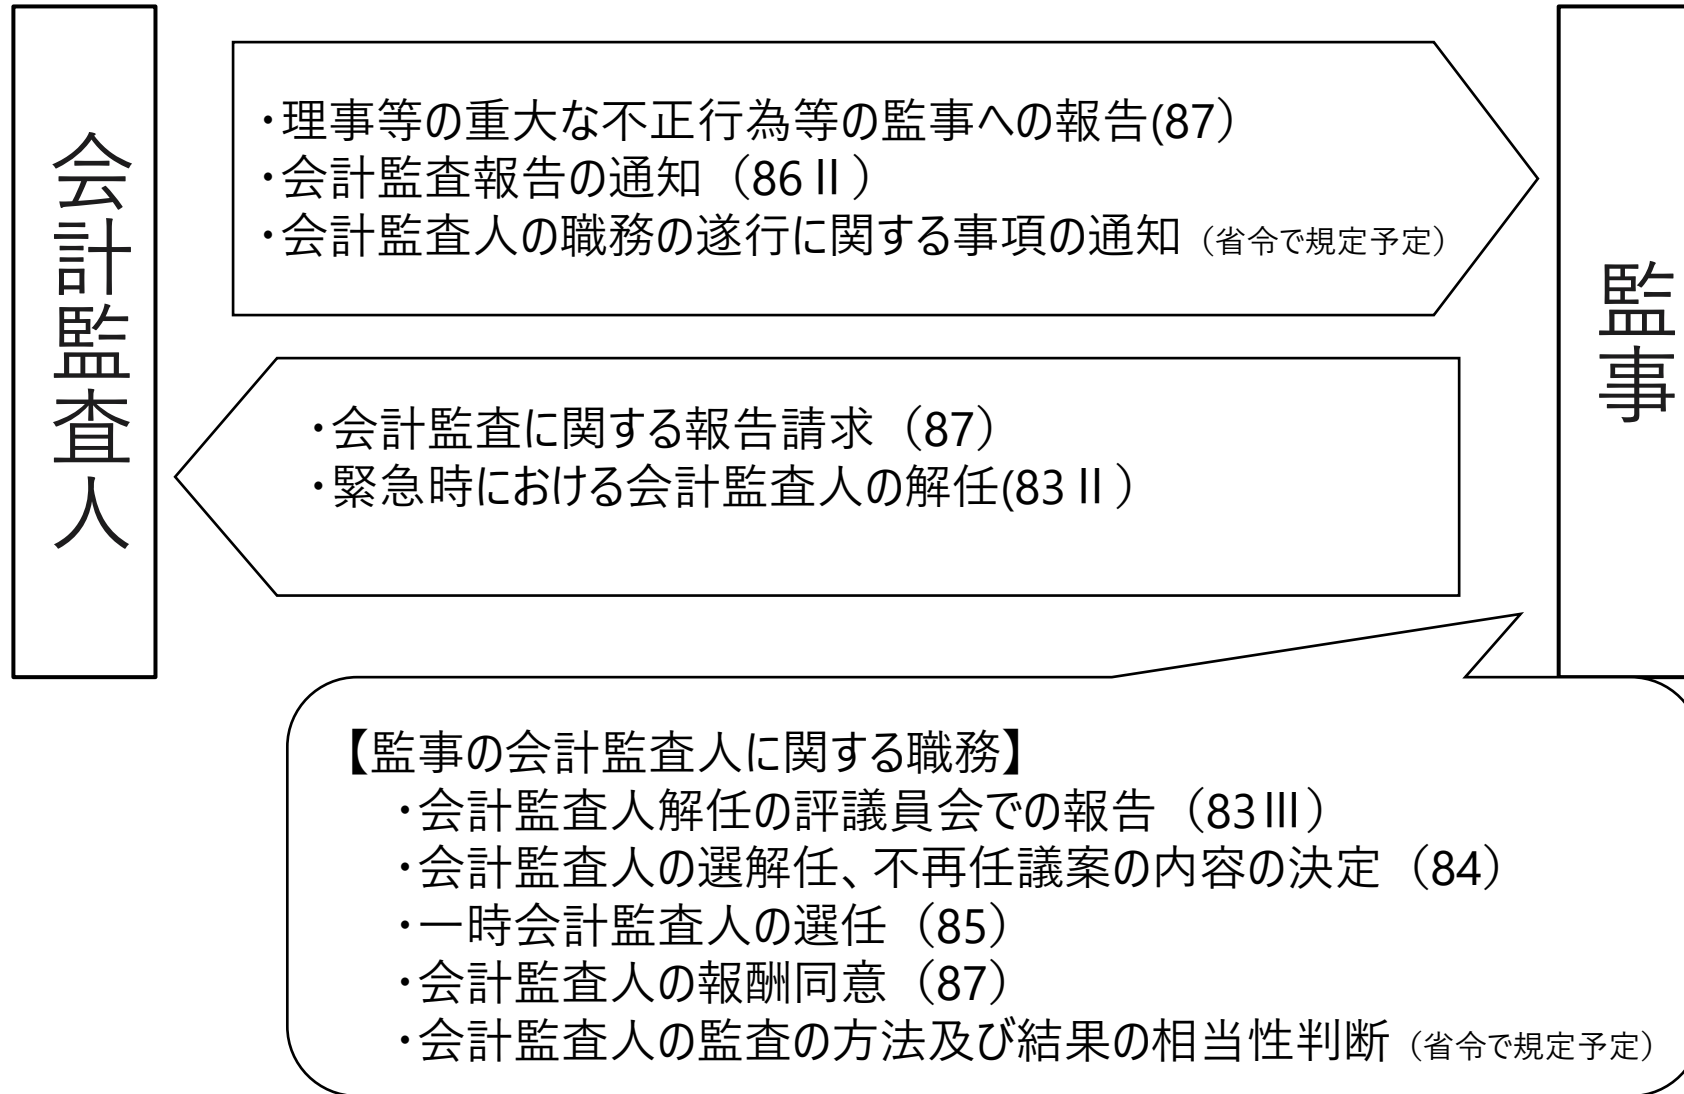 会計監査人
・理事等の重大な不正行為等の監事への報告(87)
・会計監査報告の通知（86Ⅱ）
・会計監査人の職務の遂行に関する事項の通知（省令で規定予定）
監事
・会計監査に関する報告請求（87）
・緊急時における会計監査人の解任(83Ⅱ）
【監事の会計監査人に関する職務】
・会計監査人解任の評議員会での報告（83Ⅲ）
・会計監査人の選解任、不再任議案の内容の決定（84）
・一時会計監査人の選任（85）
・会計監査人の報酬同意（87）
・会計監査人の監査の方法及び結果の相当性判断（省令で規定予定）